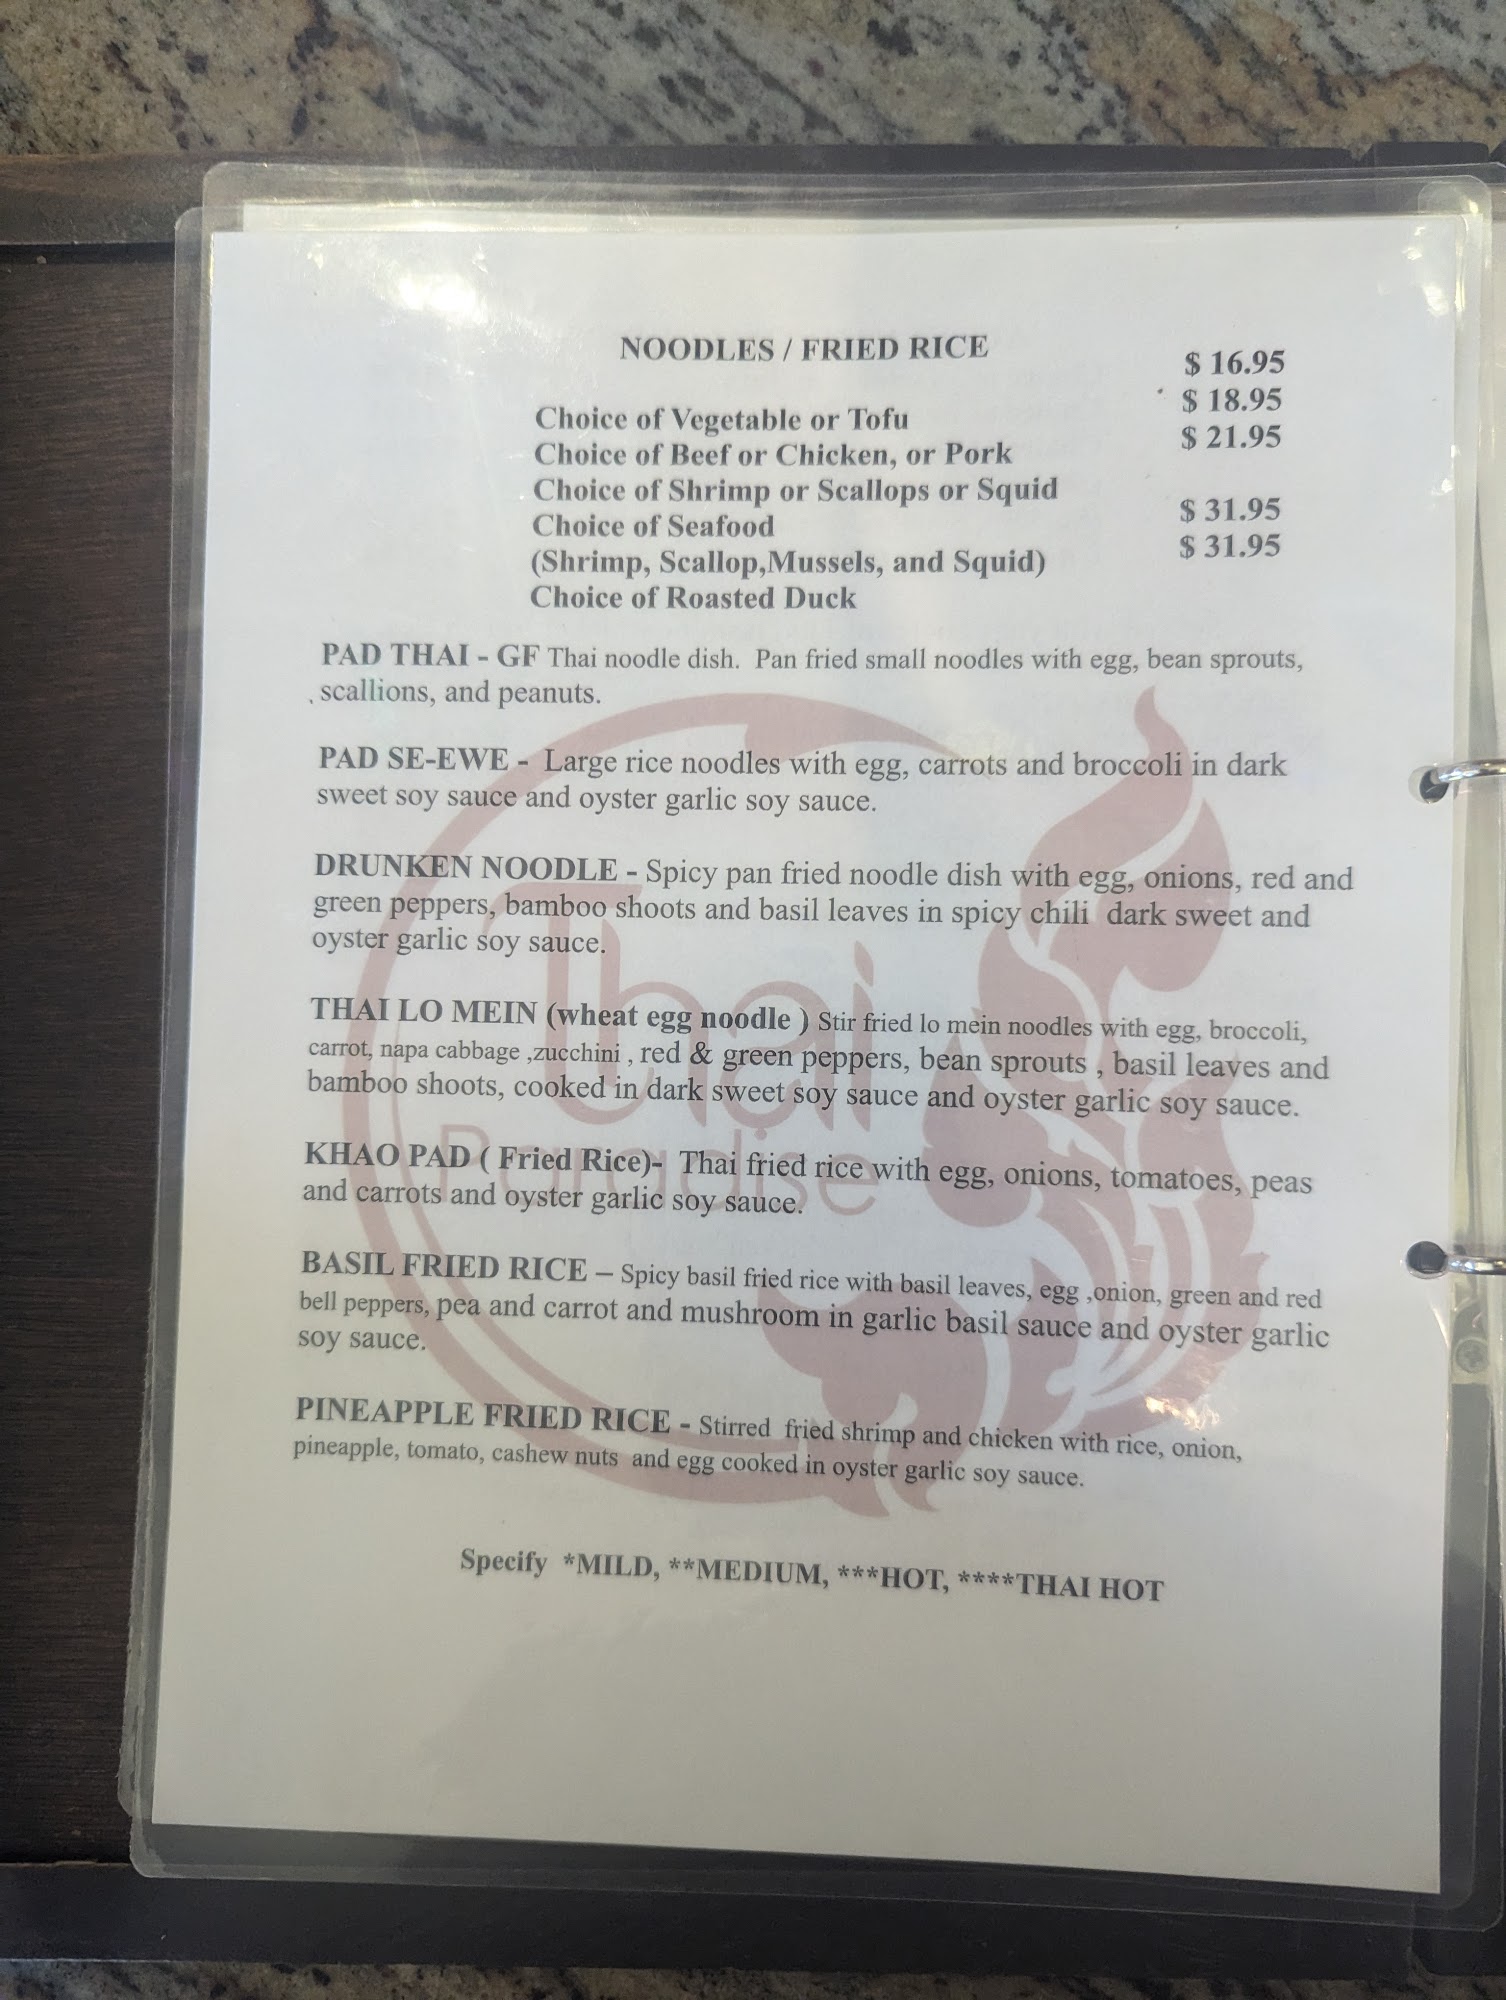 NOODLES / FRIED RICE
$ 16.95
Choice of Vegetable or Tofu
$ 18.95
Choice of Beef or Chicken, or Pork
$ 21.95
Choice of Shrimp or Scallops or Squid
Choice of Seafood
$ 31.95
(Shrimp, Scallop,Mussels, and Squid)
$ 31.95
Choice of Roasted Duck
PAD THAI - GF Thai noodle dish. Pan fried small noodles with egg, bean sprouts,
scallions, and peanuts.
PAD SE-EWE - Large rice noodles with egg, carrots and broccoli in dark
sweet soy sauce and oyster garlic soy sauce.
DRUNKEN NOODLE - Spicy pan fried noodle dish with egg, onions, red and
green peppers, bamboo shoots and basil leaves in spicy chili dark sweet and
oyster garlic soy sauce.
THAI LO MEIN (wheat egg noodle ) Stir fried lo mein noodles with egg, broccoli,
carrot, napa cabbage ,zucchini , red & green peppers, bean sprouts , basil leaves and
bamboo shoots, cooked in dark sweet soy sauce and oyster garlic soy sauce.
KHAO PAD ( Fried Rice)- Thai fried rice with egg, onions, tomatoes, peas
and carrots and oyster garlic soy sauce.
BASIL FRIED RICE – Spicy basil fried rice with basil leaves, egg ,onion, green and red
bell peppers, pea and carrot and mushroom in garlic basil sauce and oyster garlic
soy sauce.
PINEAPPLE FRIED RICE - Stirred fried shrimp and chicken with rice, onion,
pineapple, tomato, cashew nuts and egg cooked in oyster garlic soy sauce.
Specify *MILD, **MEDIUM, ***HOT, ****THAI HOT
Thai
Paradise